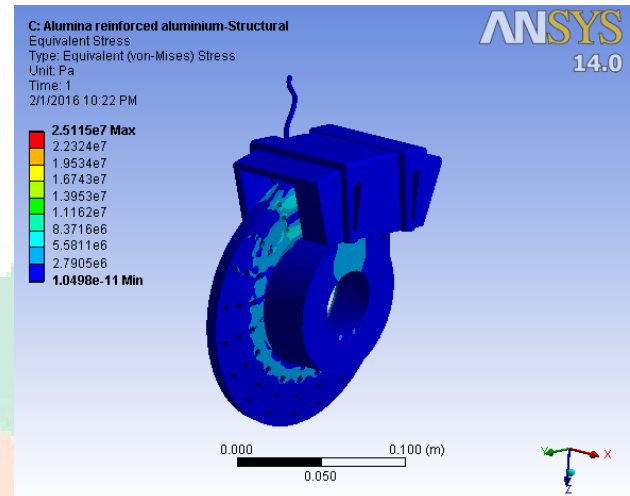 C: Alumina reinforced aluminium-Structural
Equivalent Stress
Type: Equivalent (von-Mises) Stress
Unit: Pa
Time: 1
2/1/2016 10:22 PM
ANSYS
14.0
2.5115e7 Max
2.2324e7
1.9534e7
1.6743e7
1.3953e7
1.1162e7
8.3716e6
5.5811e6
2.7905e6
1.0498e-11 Min
0.000
0.100 (m)
0.050
Y
X
Z